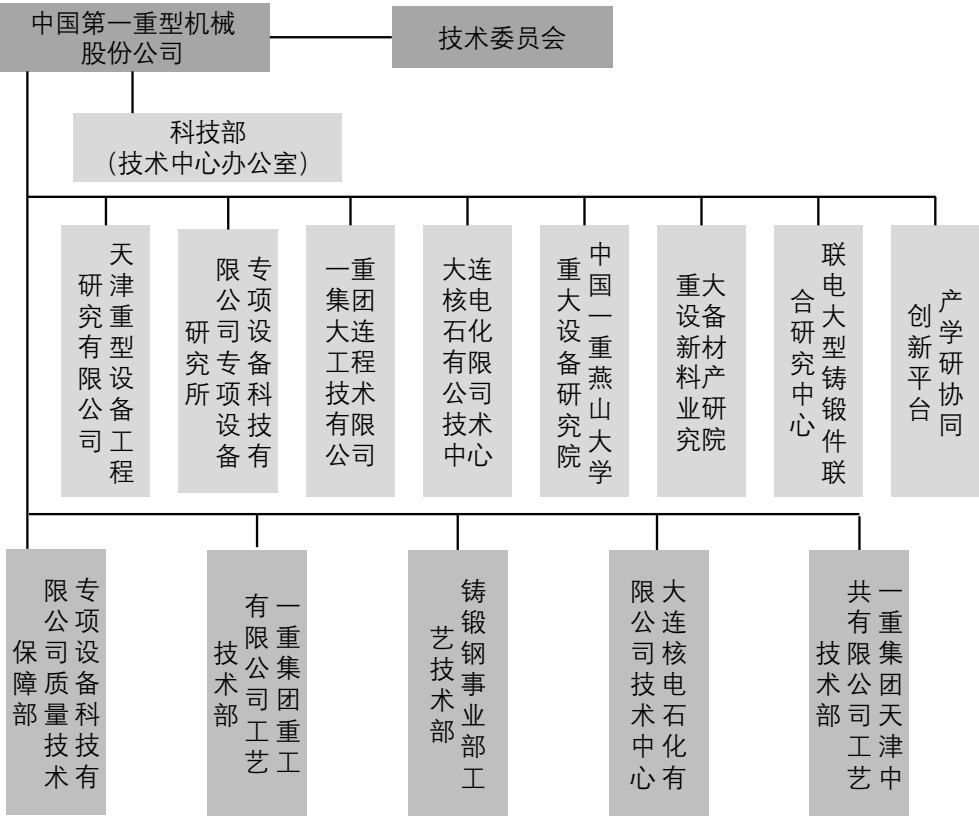 中国第一重型机械
股份公司
技术委员会
科技部
（技术中心办公室）
天津重型设备工程
研究有限公司
专项设备科技有
限公司专项设备
研究所
一重
集团
大连
工程
技术
有限
公司
大连
核电
石化
有限
公司
技术
中心
中国一重燕山大学
重大设备研究院
重大
设备
新材
料产
业研
究院
联电大型铸锻件联
合研究中心
产学研协同
创新平台
专项设备科技有
限公司质量技术
保障部
一重集团重工
有限公司工艺
技术部
铸锻钢事业部工
艺技术部
大连核电石化有
限公司技术中心
一重集团天津中
共有限公司工艺
技术部